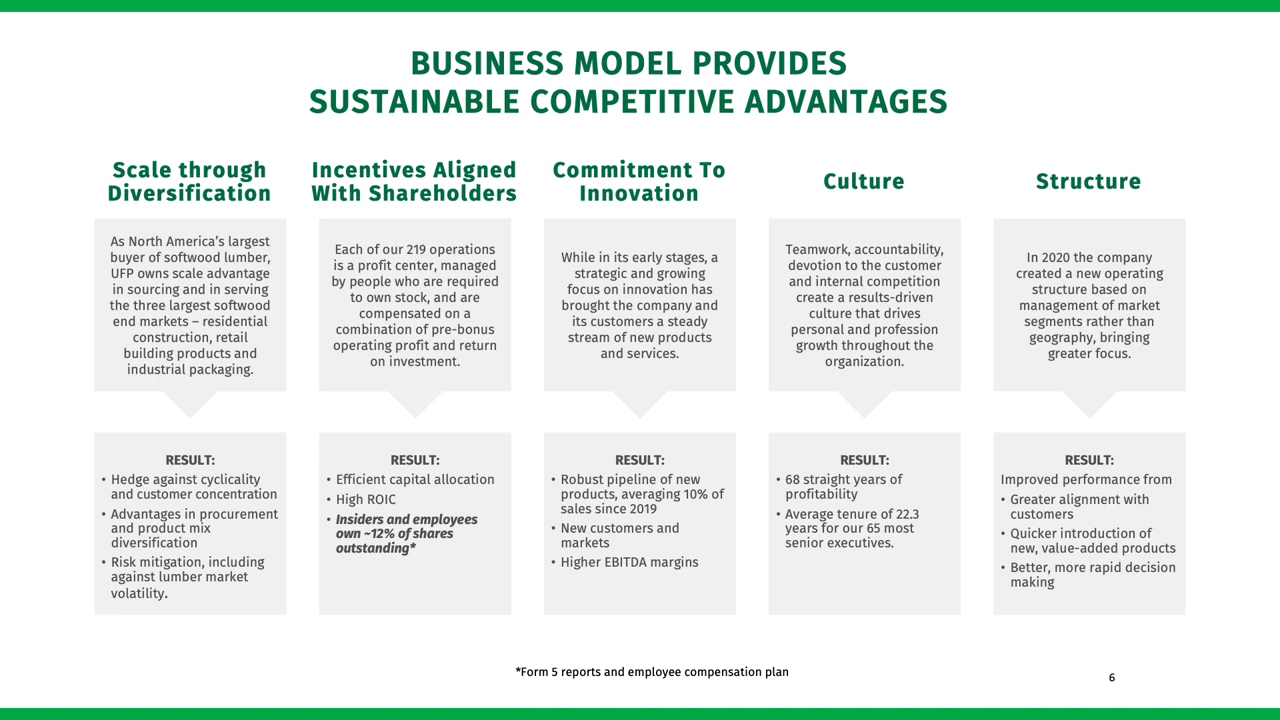 BUSINESS MODEL PROVIDES
SUSTAINABLE COMPETITIVE ADVANTAGES
Scale through
Diversification
As North America's largest
buyer of softwood lumber,
UFP owns scale advantage
in sourcing and in serving
the three largest softwood
end markets – residential
construction, retail
building products and
industrial packaging.
RESULT:
• Hedge against cyclicality
and customer concentration
• Advantages in procurement
and product mix
diversification
• Risk mitigation, including
against lumber market
volatility.
Incentives Aligned
With Shareholders
Each of our 219 operations
is a profit center, managed
by people who are required
to own stock, and are
compensated on a
combination of pre-bonus
operating profit and return
on investment.
RESULT:
• Efficient capital allocation
• High ROIC
• Insiders and employees
own ~12% of shares
outstanding*
Commitment To
Innovation
While in its early stages, a
strategic and growing
focus on innovation has
brought the company and
its customers a steady
stream of new products
and services.
RESULT:
• Robust pipeline of new
products, averaging 10% of
sales since 2019
• New customers and
markets
• Higher EBITDA margins
Culture
Teamwork, accountability,
devotion to the customer
and internal competition
create a results-driven
culture that drives
personal and profession
growth throughout the
organization.
RESULT:
• 68 straight years of
profitability
• Average tenure of 22.3
years for our 65 most
senior executives.
Structure
In 2020 the company
created a new operating
structure based on
management of market
segments rather than
geography, bringing
greater focus.
RESULT:
Improved performance from
• Greater alignment with
customers
• Quicker introduction of
new, value-added products
• Better, more rapid decision
making
*Form 5 reports and employee compensation plan
6